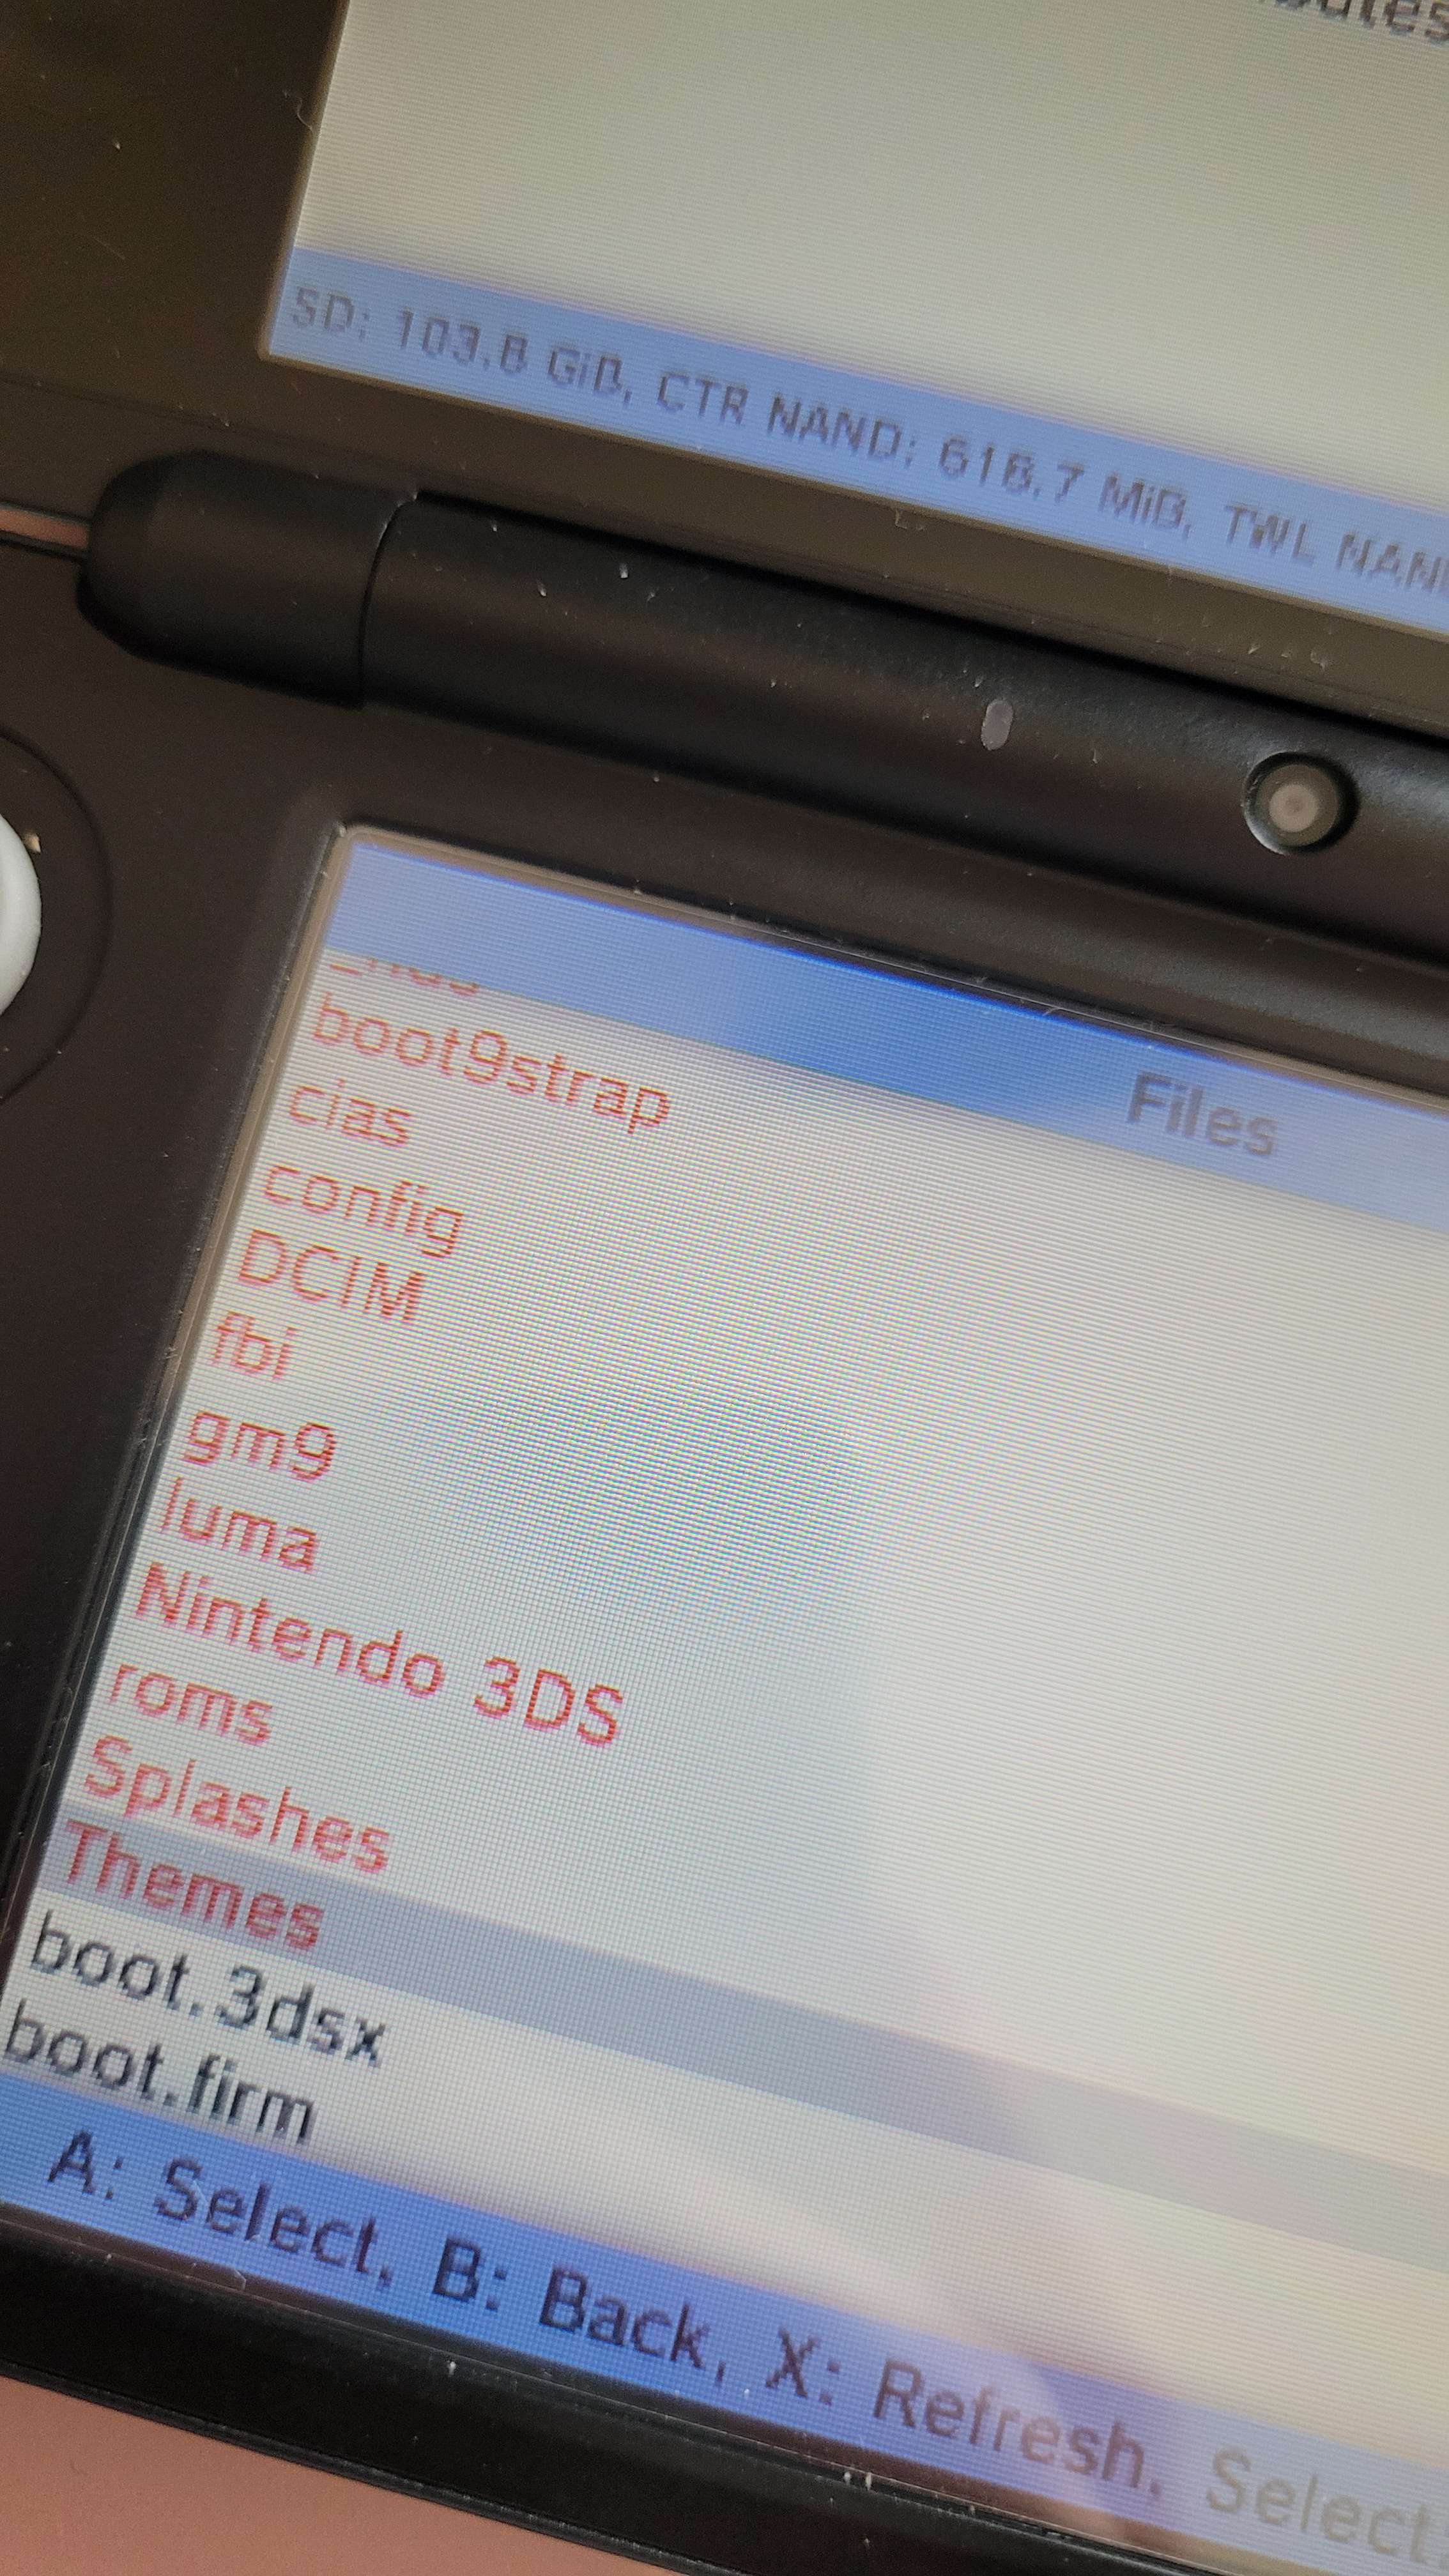 SD: 103.8 GiB, CTR NAND: 618.7 MiB, TWL NAN
Files
boot9strap
cias
config
DCIM
fbi
gm9
luma
Nintendo 3DS
roms
Splashes
Themes
boot.3dsx
boot.firm
A: Select, B: Back, X: Refresh, Select